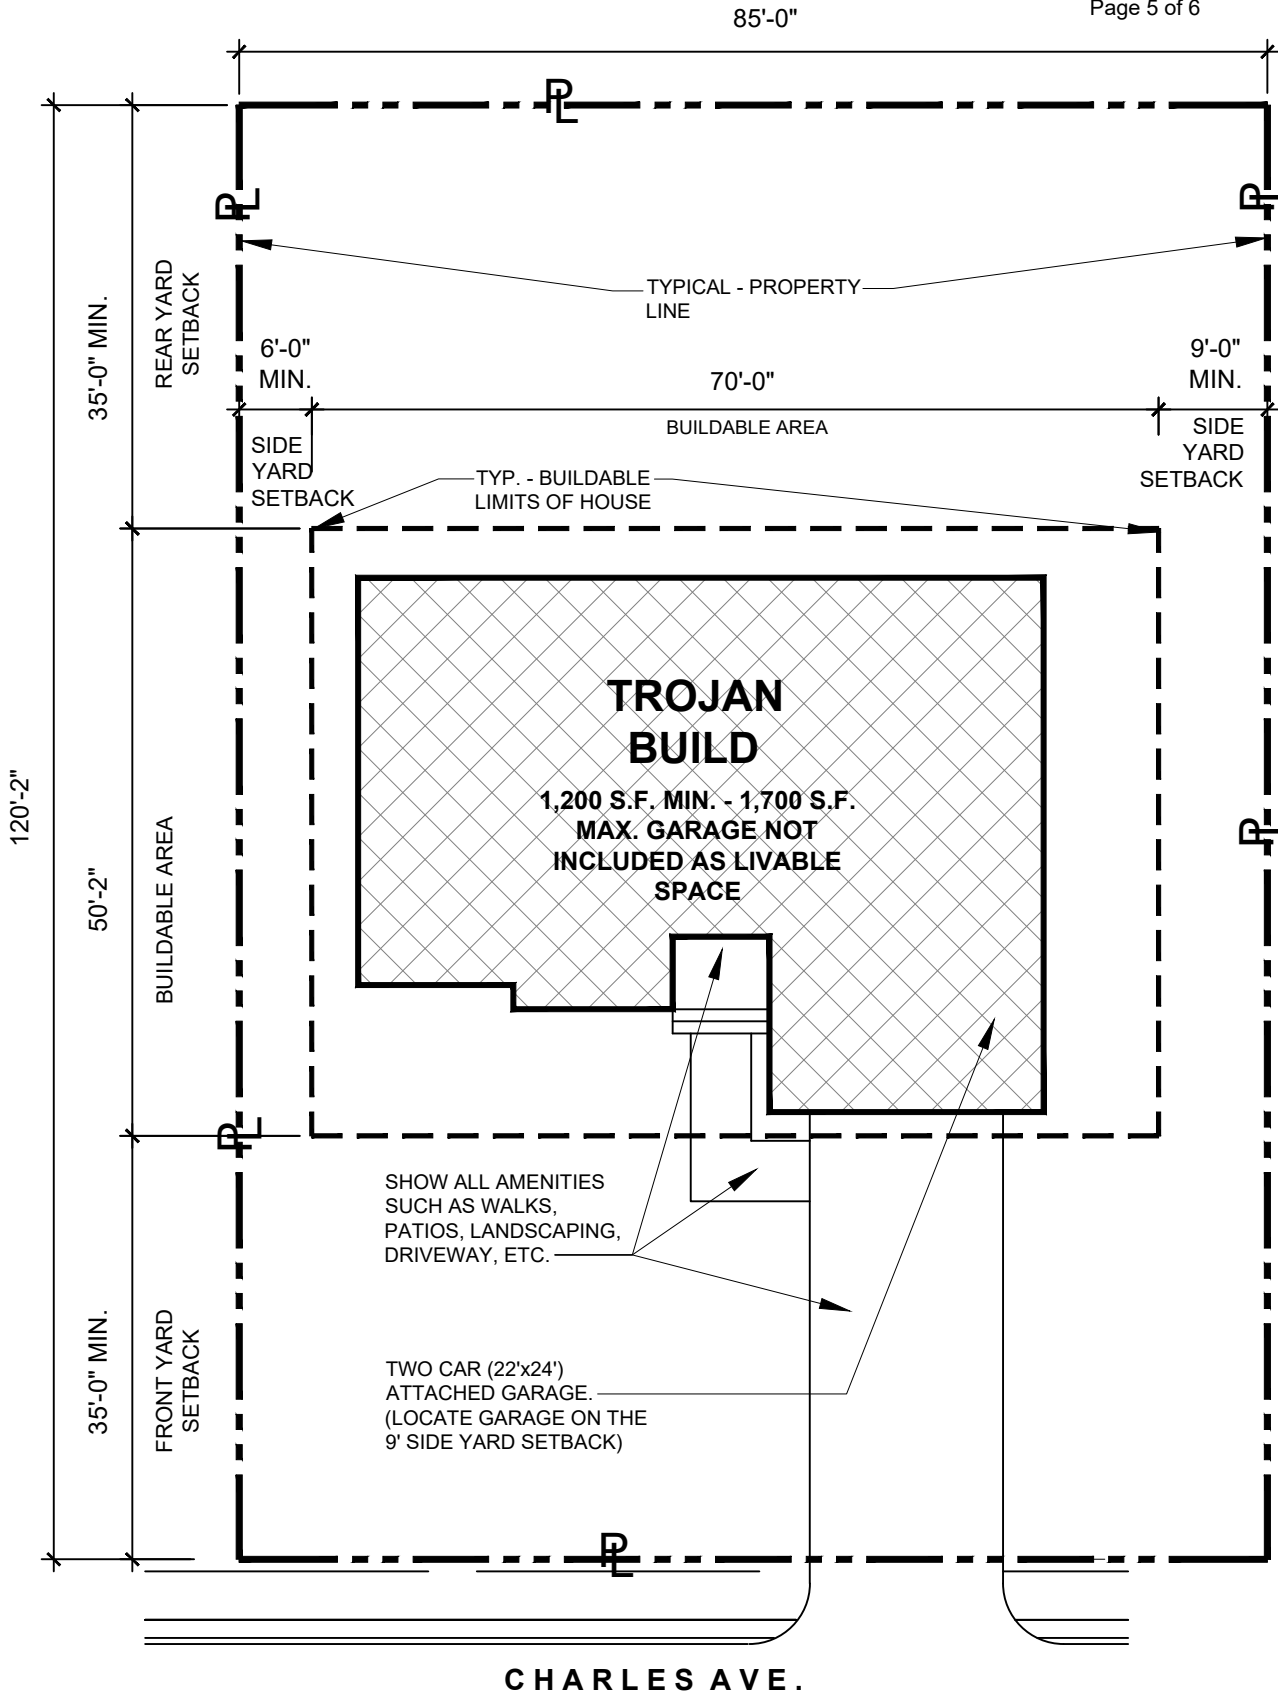 Page 5 of 6
85'-0"
PL
PL
PL
TYPICAL - PROPERTY
LINE
REAR YARD
SETBACK
35'-0" MIN.
6'-0"
MIN.
70'-0"
BUILDABLE AREA
9'-0"
MIN.
SIDE
YARD
SETBACK
SIDE
YARD
SETBACK
TYP. - BUILDABLE
LIMITS OF HOUSE
TROJAN
BUILD
1,200 S.F. MIN. - 1,700 S.F.
MAX. GARAGE NOT
INCLUDED AS LIVABLE
SPACE
120'-2"
50'-2"
BUILDABLE AREA
PL
PL
SHOW ALL AMENITIES
SUCH AS WALKS,
PATIOS, LANDSCAPING,
DRIVEWAY, ETC.
35'-0" MIN.
FRONT YARD
SETBACK
TWO CAR (22'x24')
ATTACHED GARAGE.
(LOCATE GARAGE ON THE
9' SIDE YARD SETBACK)
PL
CHARLES AVE.